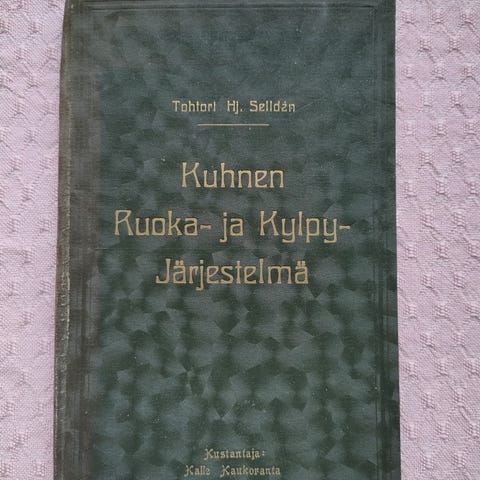 Tohtori Hj. Selldén
Kuhnen
Ruoka- ja Kylpy-
Järjestelmä
Kustantaja:
Kalle Kaukoranta